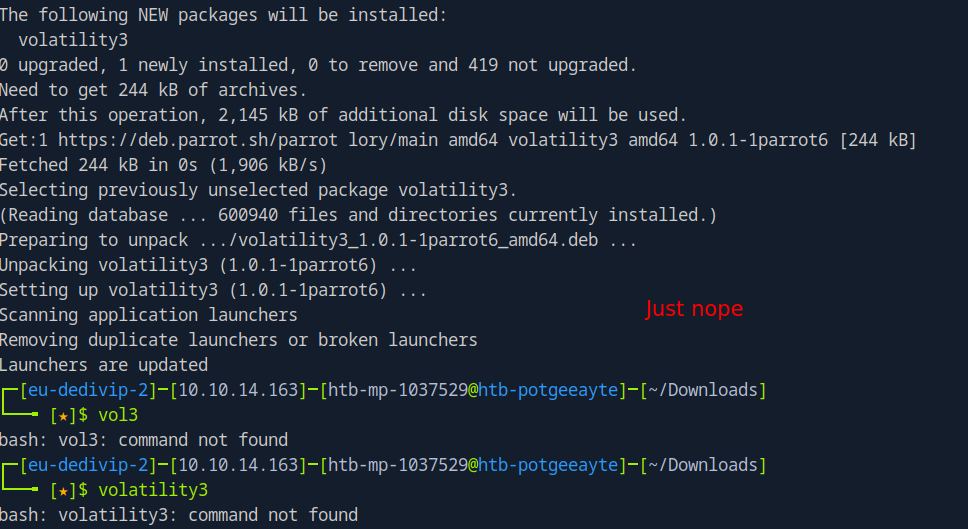 The following NEW packages will be installed:
  volatility3
0 upgraded, 1 newly installed, 0 to remove and 419 not upgraded.
Need to get 244 kB of archives.
After this operation, 2,145 kB of additional disk space will be used.
Get:1 https://deb.parrot.sh/parrot lory/main amd64 volatility3 amd64 1.0.1-1parrot6 [244 kB]
Fetched 244 kB in 0s (1,906 kB/s)
Selecting previously unselected package volatility3.
(Reading database ... 600940 files and directories currently installed.)
Preparing to unpack .../volatility3_1.0.1-1parrot6_amd64.deb ...
Unpacking volatility3 (1.0.1-1parrot6) ...
Setting up volatility3 (1.0.1-1parrot6) ...
Just nope
Scanning application launchers
Removing duplicate launchers or broken launchers
Launchers are updated
┌─[eu-dedivip-2]─[10.10.14.163]─[htb-mp-1037529@htb-potgeeayte]─[~/Downloads]
└──╼ [★]$ vol3
bash: vol3: command not found
┌─[eu-dedivip-2]─[10.10.14.163]─[htb-mp-1037529@htb-potgeeayte]─[~/Downloads]
└──╼ [★]$ volatility3
bash: volatility3: command not found